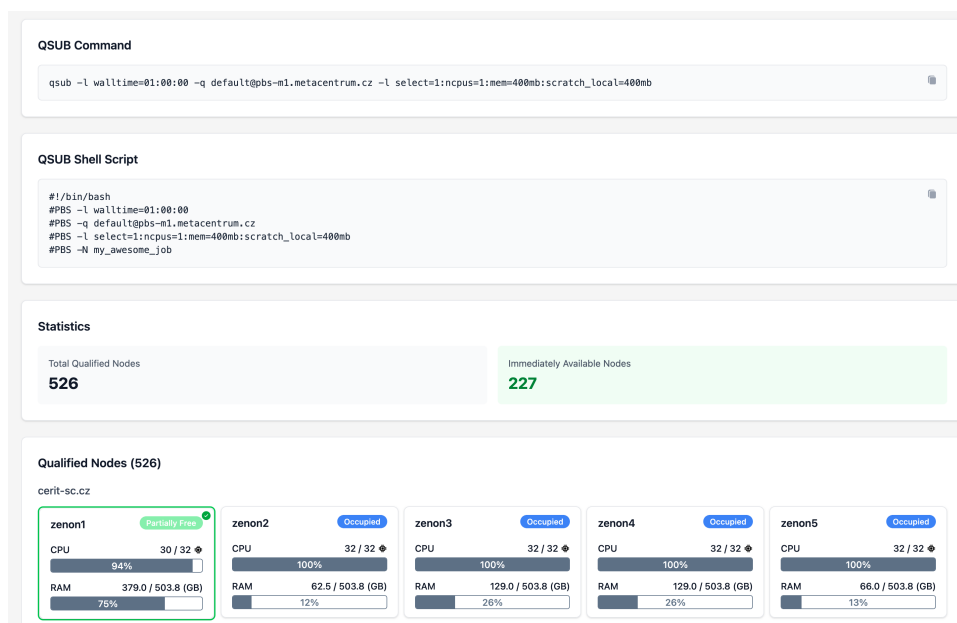 QSUB Command
qsub -l walltime=01:00:00 -q default@pbs-m1.metacentrum.cz -l select=1:ncpus=1:mem=400mb:scratch_local=400mb
QSUB Shell Script
#!/bin/bash
#PBS -l walltime=01:00:00
#PBS -q default@pbs-m1.metacentrum.cz
#PBS -l select=1:ncpus=1:mem=400mb:scratch_local=400mb
#PBS -N my_awesome_job
Statistics
Total Qualified Nodes
526
Immediately Available Nodes
227
Qualified Nodes (526)
cerit-sc.cz
zenon1 Partially Free
CPU 30 / 32
94%
RAM 379.0 / 503.8 (GB)
75%
zenon2 Occupied
CPU 32 / 32
100%
RAM 62.5 / 503.8 (GB)
12%
zenon3 Occupied
CPU 32 / 32
100%
RAM 129.0 / 503.8 (GB)
26%
zenon4 Occupied
CPU 32 / 32
100%
RAM 129.0 / 503.8 (GB)
26%
zenon5 Occupied
CPU 32 / 32
100%
RAM 66.0 / 503.8 (GB)
13%